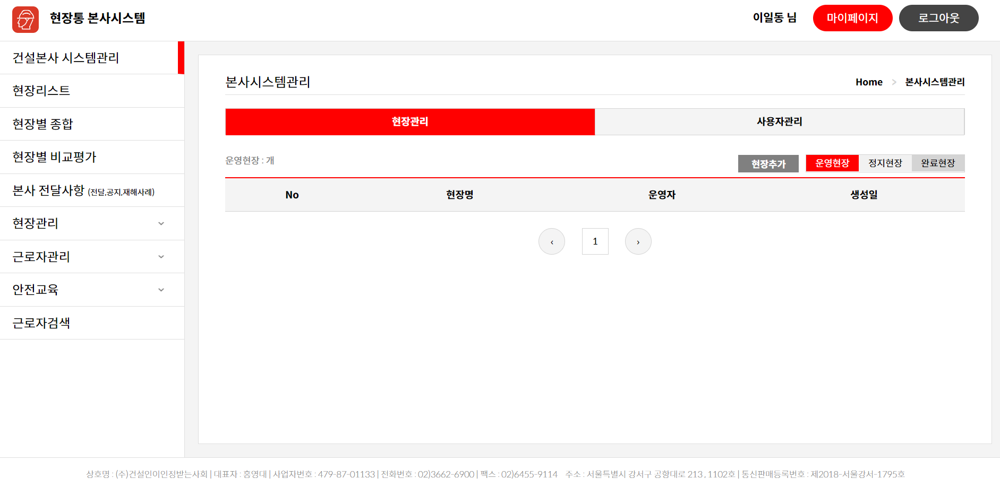 현장통 본사시스템
이일동 님
마이페이지
로그아웃
건설본사 시스템관리
현장리스트
현장별 종합
현장별 비교평가
본사 전달사항 (전달,공지,재해사례)
현장관리
근로자관리
안전교육
근로자검색
본사시스템관리
Home > 본사시스템관리
현장관리
사용자관리
운영현장 : 개
현장추가
운영현장
정지현장
완료현장
No 현장명 운영자 생성일
‹ 1 ›
상호명 : (주)건설인이인정받는사회 | 대표자 : 홍영대 | 사업자번호 : 479-87-01133 | 전화번호 : 02)3662-6900 | 팩스 : 02)6455-9114 주소 : 서울특별시 강서구 공항대로 213 , 1102호 | 통신판매등록번호 : 제2018-서울강서-1795호